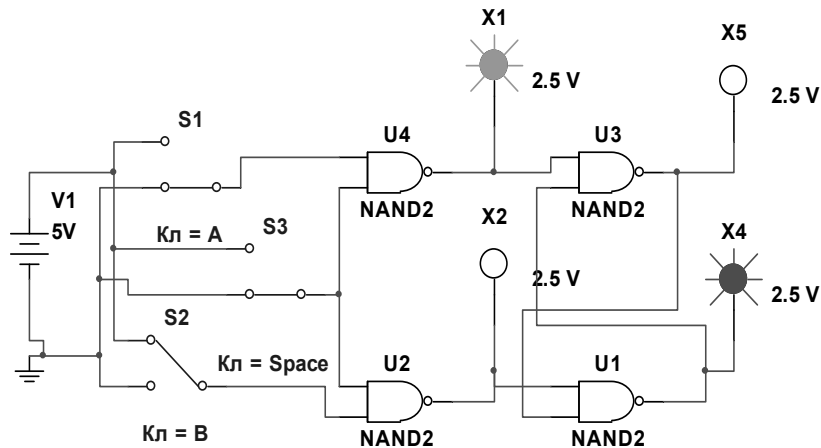 X1
X5
2.5 V
2.5 V
S1
U4
U3
V1
5V
NAND2
NAND2
Кл = A
S3
X2
X4
2.5 V
2.5 V
S2
Кл = Space
U2
U1
Кл = B
NAND2
NAND2